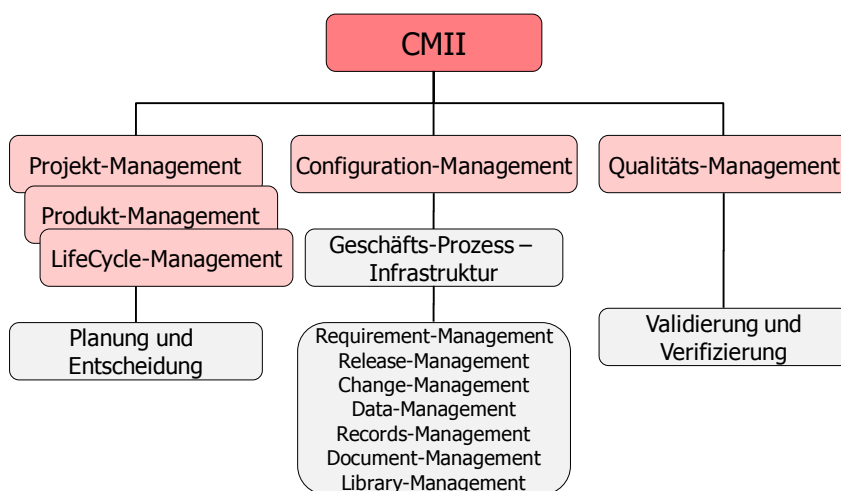 CMII
Projekt-Management
Produkt-Management
LifeCycle-Management
Planung und
Entscheidung
Configuration-Management
Geschäfts-Prozess –
Infrastruktur
Requirement-Management
Release-Management
Change-Management
Data-Management
Records-Management
Document-Management
Library-Management
Qualitäts-Management
Validierung und
Verifizierung